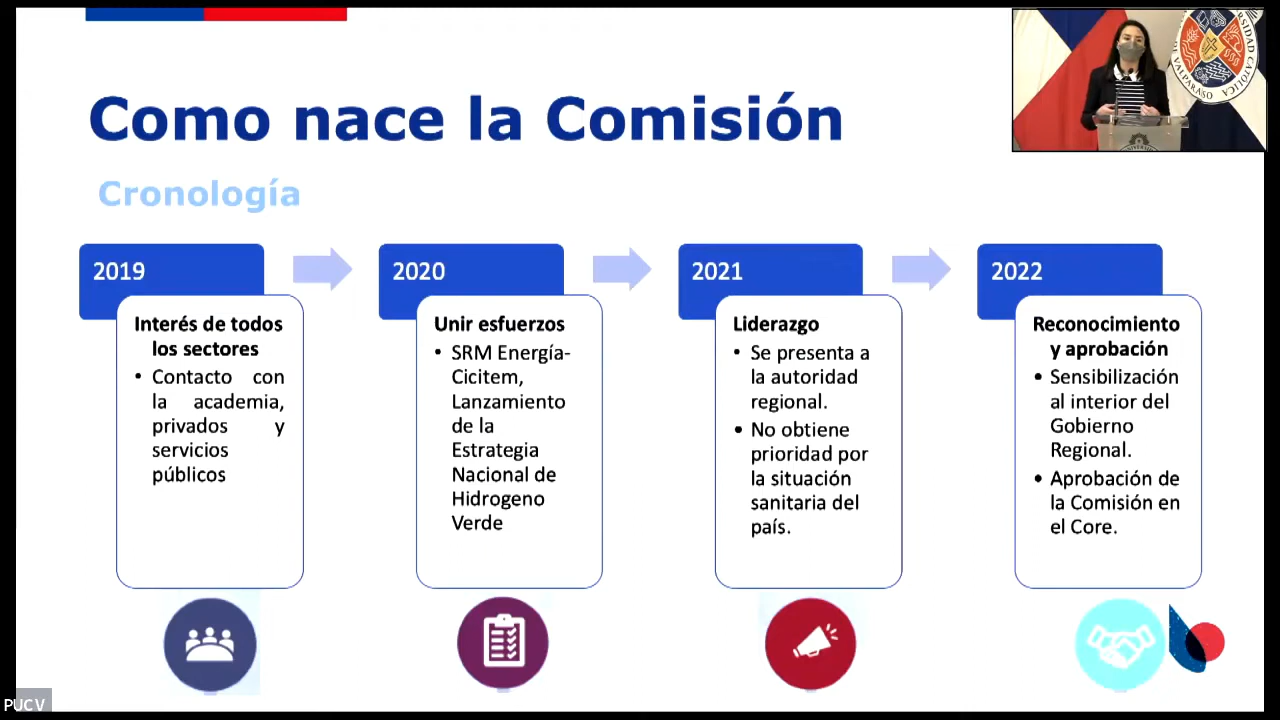 Como nace la Comisión
Cronología
2019
Interés de todos
los sectores
• Contacto con
la academia,
privados y
servicios
públicos
2020
Unir esfuerzos
• SRM Energía-
Cicitem,
Lanzamiento
de la
Estrategia
Nacional de
Hidrogeno
Verde
2021
Liderazgo
• Se presenta a
la autoridad
regional.
• No obtiene
prioridad por
la situación
sanitaria del
país.
2022
Reconocimiento
y aprobación
• Sensibilización
al interior del
Gobierno
Regional.
• Aprobación de
la Comisión en
el Core.
VALPARAISO
CATOLICA
PUCV